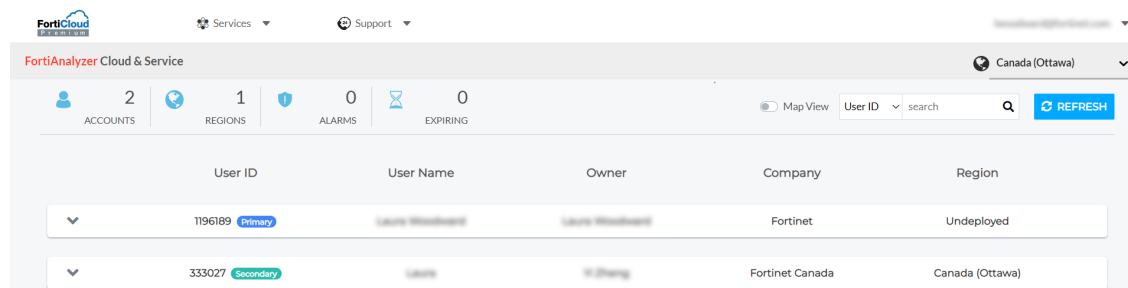 FortiCloud Services Support
Premium
FortiAnalyzer Cloud & Service Canada (Ottawa)
2 1 0 0
ACCOUNTS REGIONS ALARMS EXPIRING
Map View User ID search REFRESH
User ID User Name Owner Company Region
1196189 Primary Fortinet Undeployed
333027 Secondary Fortinet Canada Canada (Ottawa)